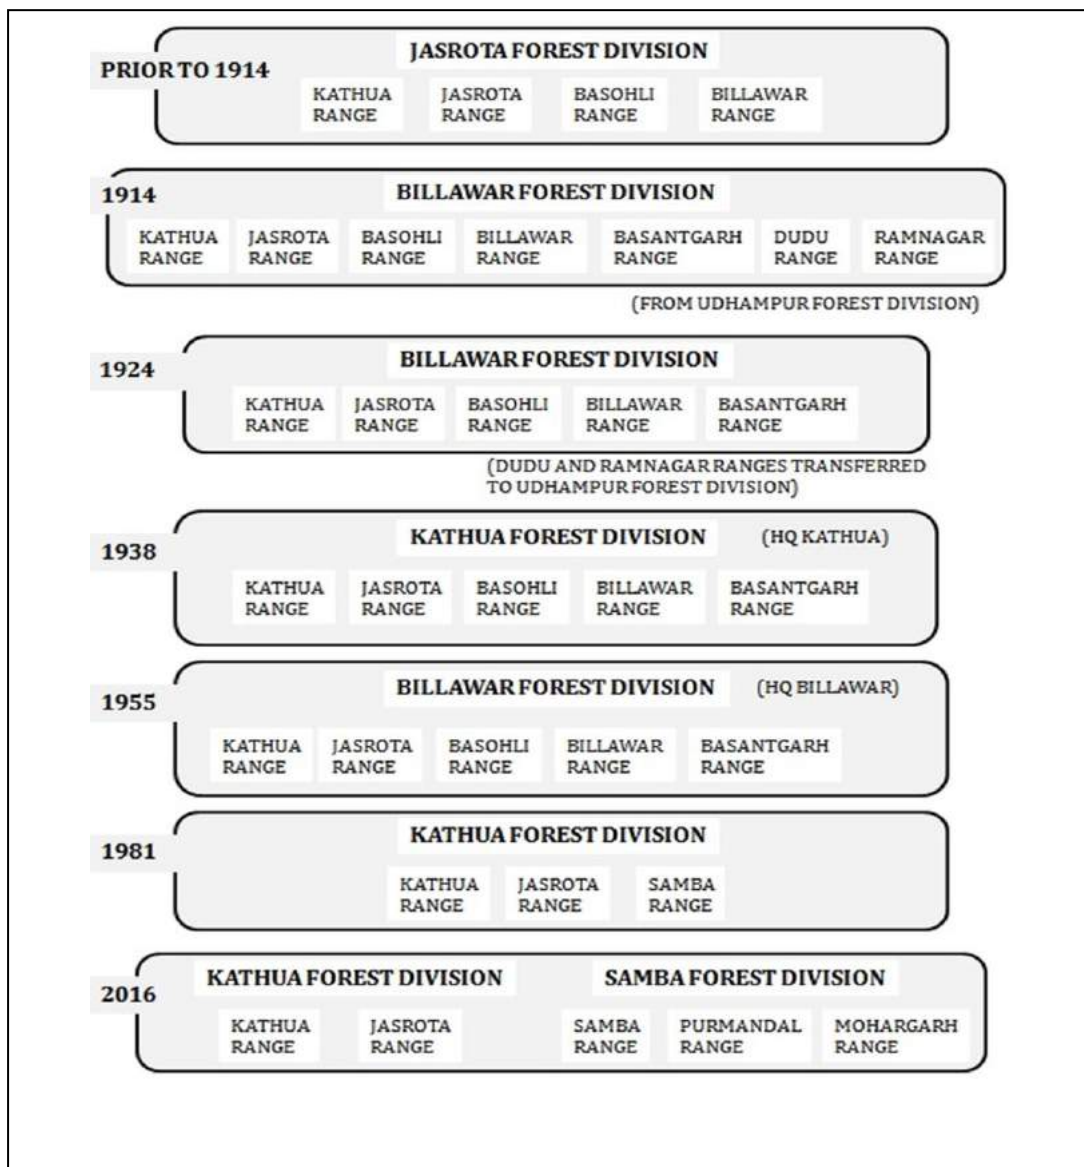 JASROTA FOREST DIVISION
PRIOR TO 1914
KATHUA RANGE
JASROTA RANGE
BASOHLI RANGE
BILLAWAR RANGE
1914
BILLAWAR FOREST DIVISION
KATHUA RANGE
JASROTA RANGE
BASOHLI RANGE
BILLAWAR RANGE
BASANTGARH RANGE
DUDU RANGE
RAMNAGAR RANGE
(FROM UDHAMPUR FOREST DIVISION)
1924
BILLAWAR FOREST DIVISION
KATHUA RANGE
JASROTA RANGE
BASOHLI RANGE
BILLAWAR RANGE
BASANTGARH RANGE
(DUDU AND RAMNAGAR RANGES TRANSFERRED
TO UDHAMPUR FOREST DIVISION)
1938
KATHUA FOREST DIVISION (HQ KATHUA)
KATHUA RANGE
JASROTA RANGE
BASOHLI RANGE
BILLAWAR RANGE
BASANTGARH RANGE
1955
BILLAWAR FOREST DIVISION (HQ BILLAWAR)
KATHUA RANGE
JASROTA RANGE
BASOHLI RANGE
BILLAWAR RANGE
BASANTGARH RANGE
1981
KATHUA FOREST DIVISION
KATHUA RANGE
JASROTA RANGE
SAMBA RANGE
2016
KATHUA FOREST DIVISION
KATHUA RANGE
JASROTA RANGE
SAMBA FOREST DIVISION
SAMBA RANGE
PURMANDAL RANGE
MOHARGARH RANGE